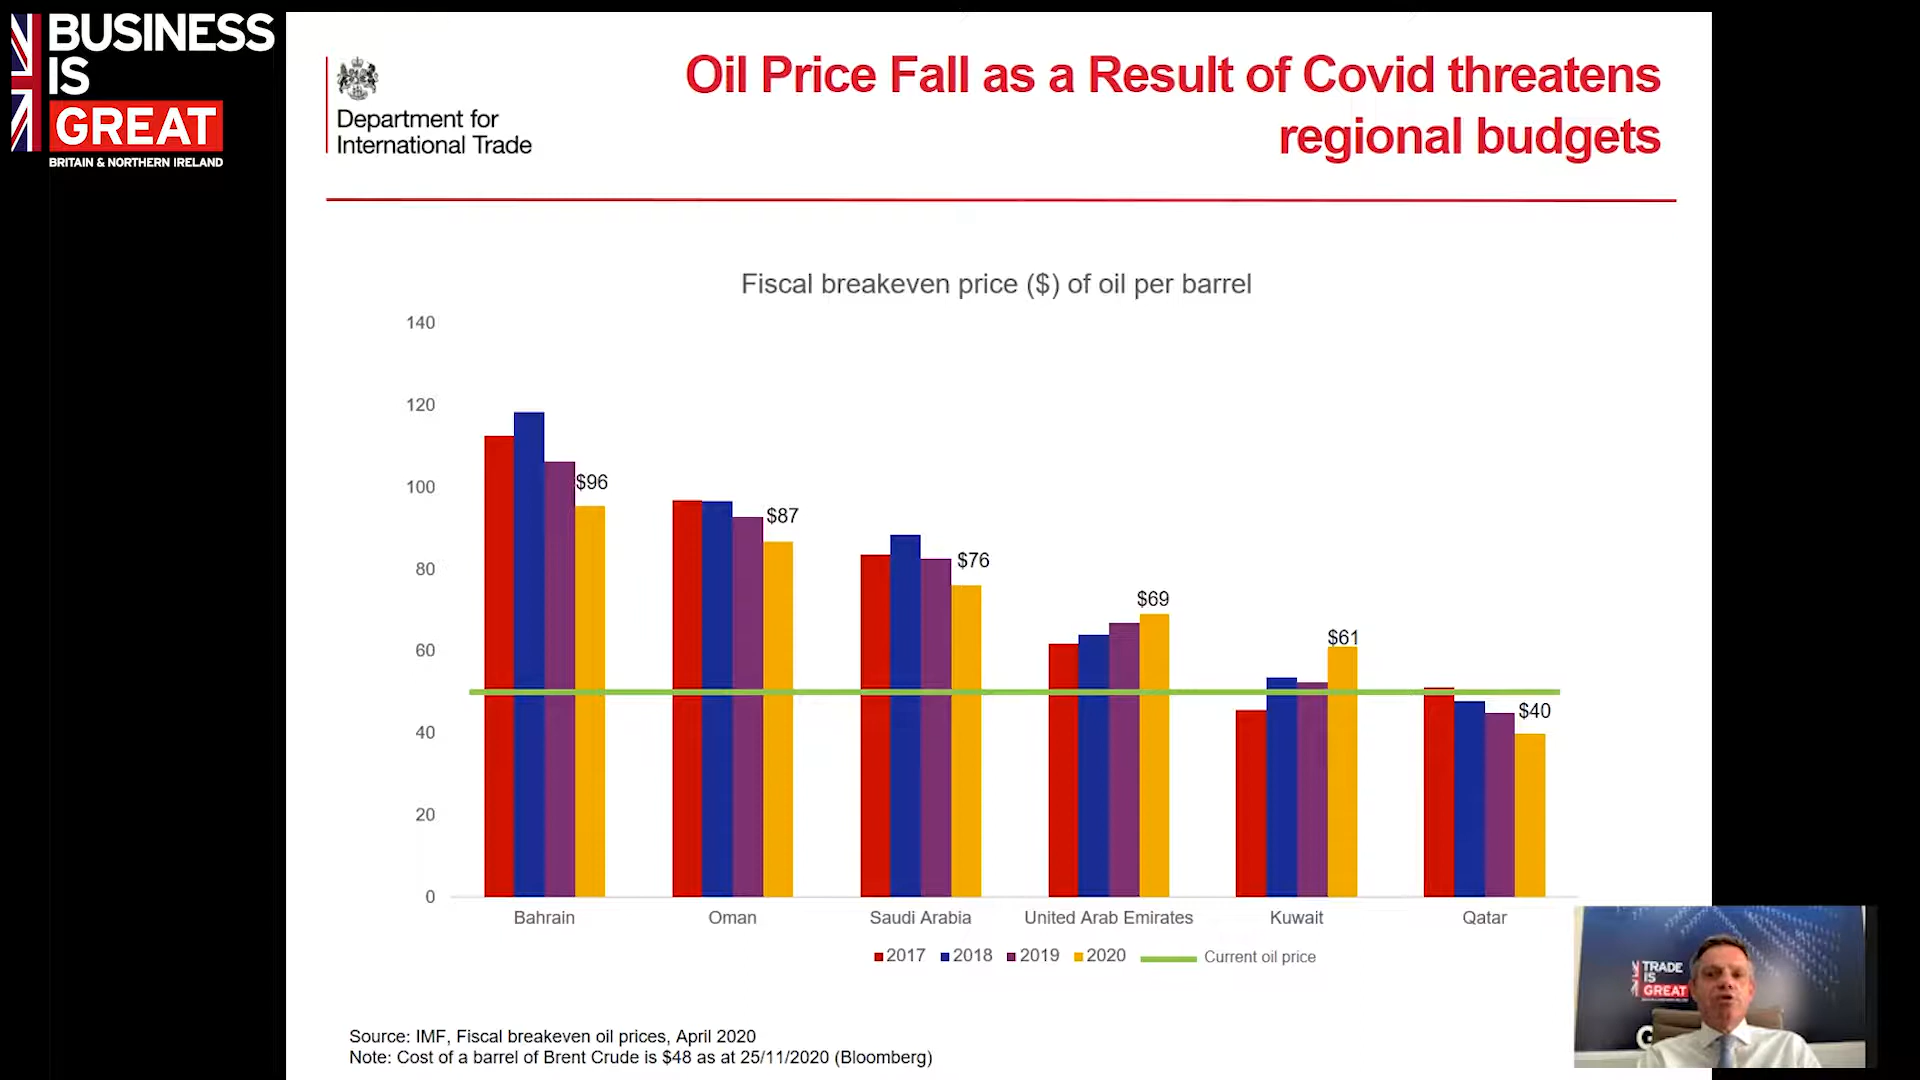 BUSINESS
IS
GREAT
BRITAIN & NORTHERN IRELAND
Department for
International Trade
Oil Price Fall as a Result of Covid threatens
regional budgets
Fiscal breakeven price ($) of oil per barrel
140
120
100
80
60
40
20
0
$96
$87
$76
$69
$61
$40
Bahrain
Oman
Saudi Arabia
United Arab Emirates
Kuwait
Qatar
2017 2018 2019 2020 Current oil price
Source: IMF, Fiscal breakeven oil prices, April 2020
Note: Cost of a barrel of Brent Crude is $48 as at 25/11/2020 (Bloomberg)
TRADE
IS
GREAT